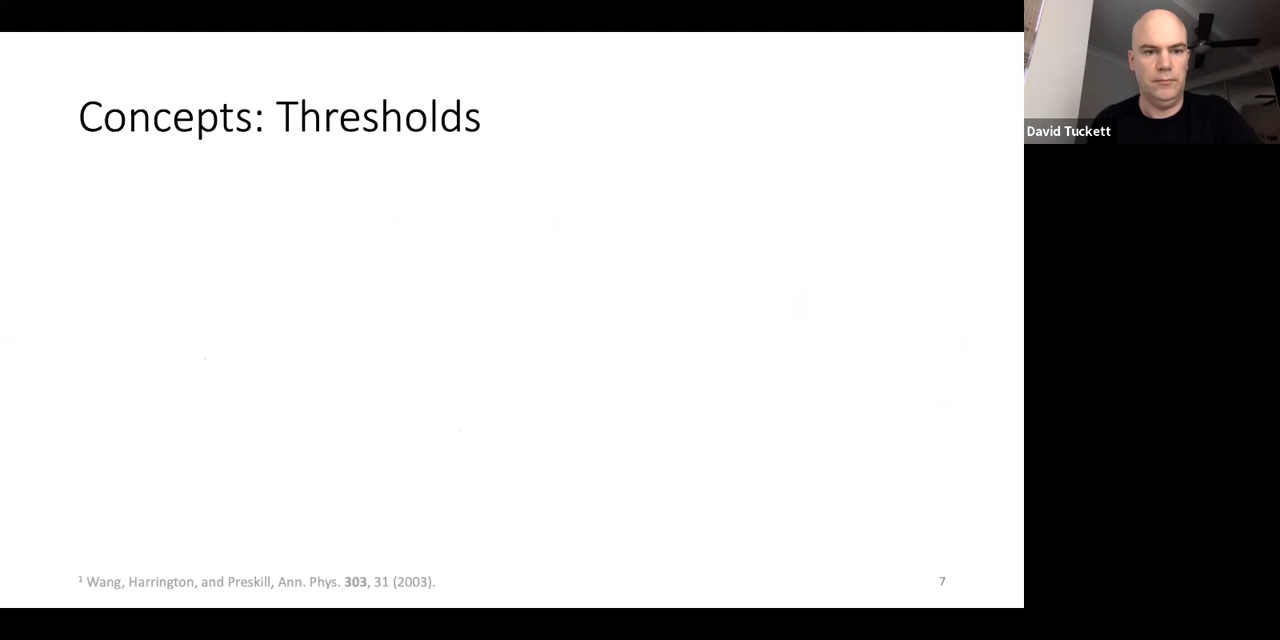 Concepts: Thresholds
David Tuckett
¹ Wang, Harrington, and Preskill, Ann. Phys. 303, 31 (2003).
7